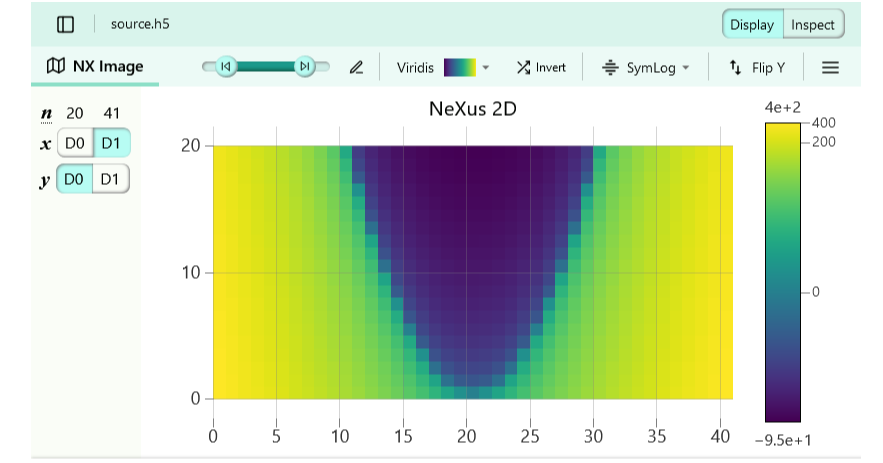 source.h5
Display Inspect
NX Image
Viridis
Invert
SymLog
Flip Y
n 20 41
x D0 D1
y D0 D1
NeXus 2D
20
10
0
0 5 10 15 20 25 30 35 40
4e+2
400
200
0
−9.5e+1